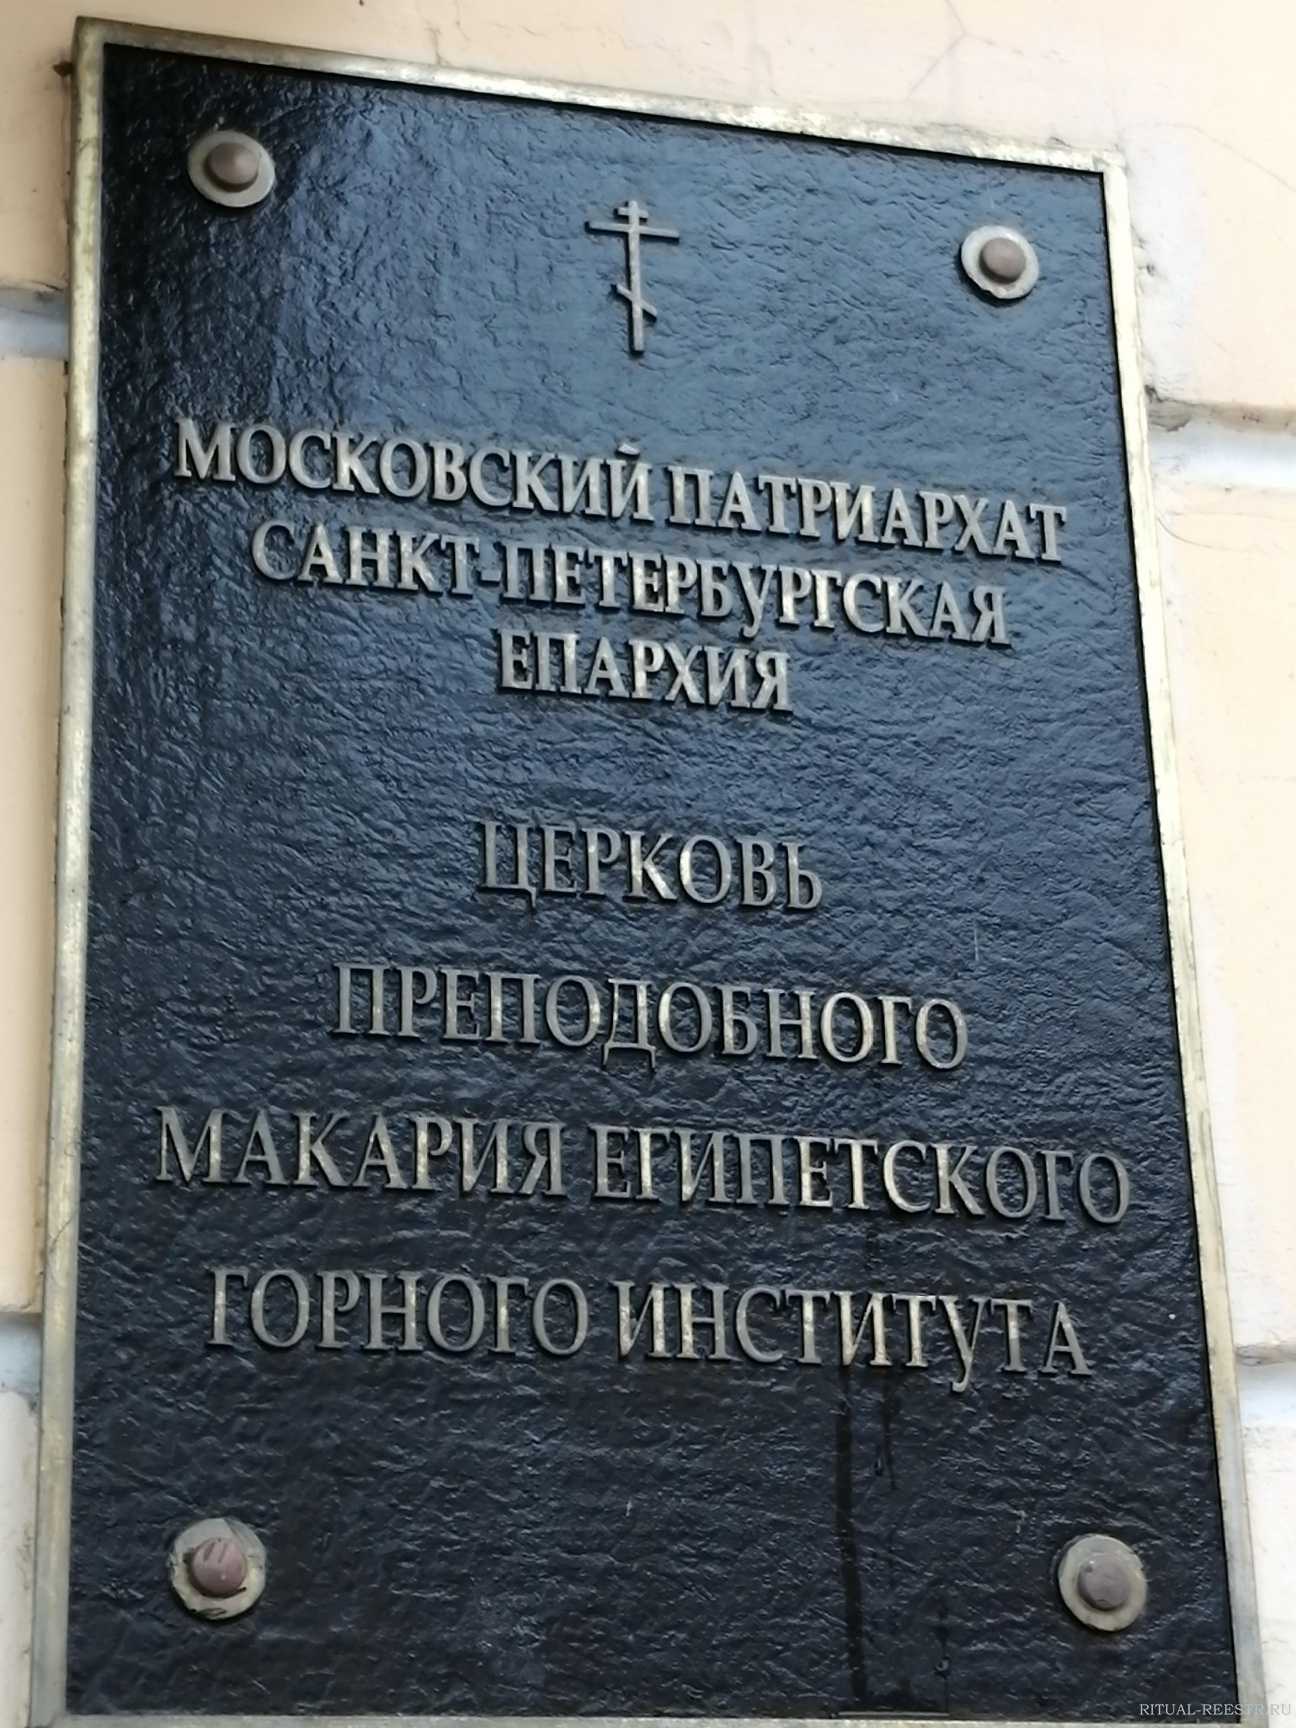 МОСКОВСКИЙ ПАТРИАРХАТ
САНКТ-ПЕТЕРБУРГСКАЯ
ЕПАРХИЯ
ЦЕРКОВЬ
ПРЕПОДОБНОГО
МАКАРИЯ ЕГИПЕТСКОГО
ГОРНОГО ИНСТИТУТА
RITUAL-REESTR.RU